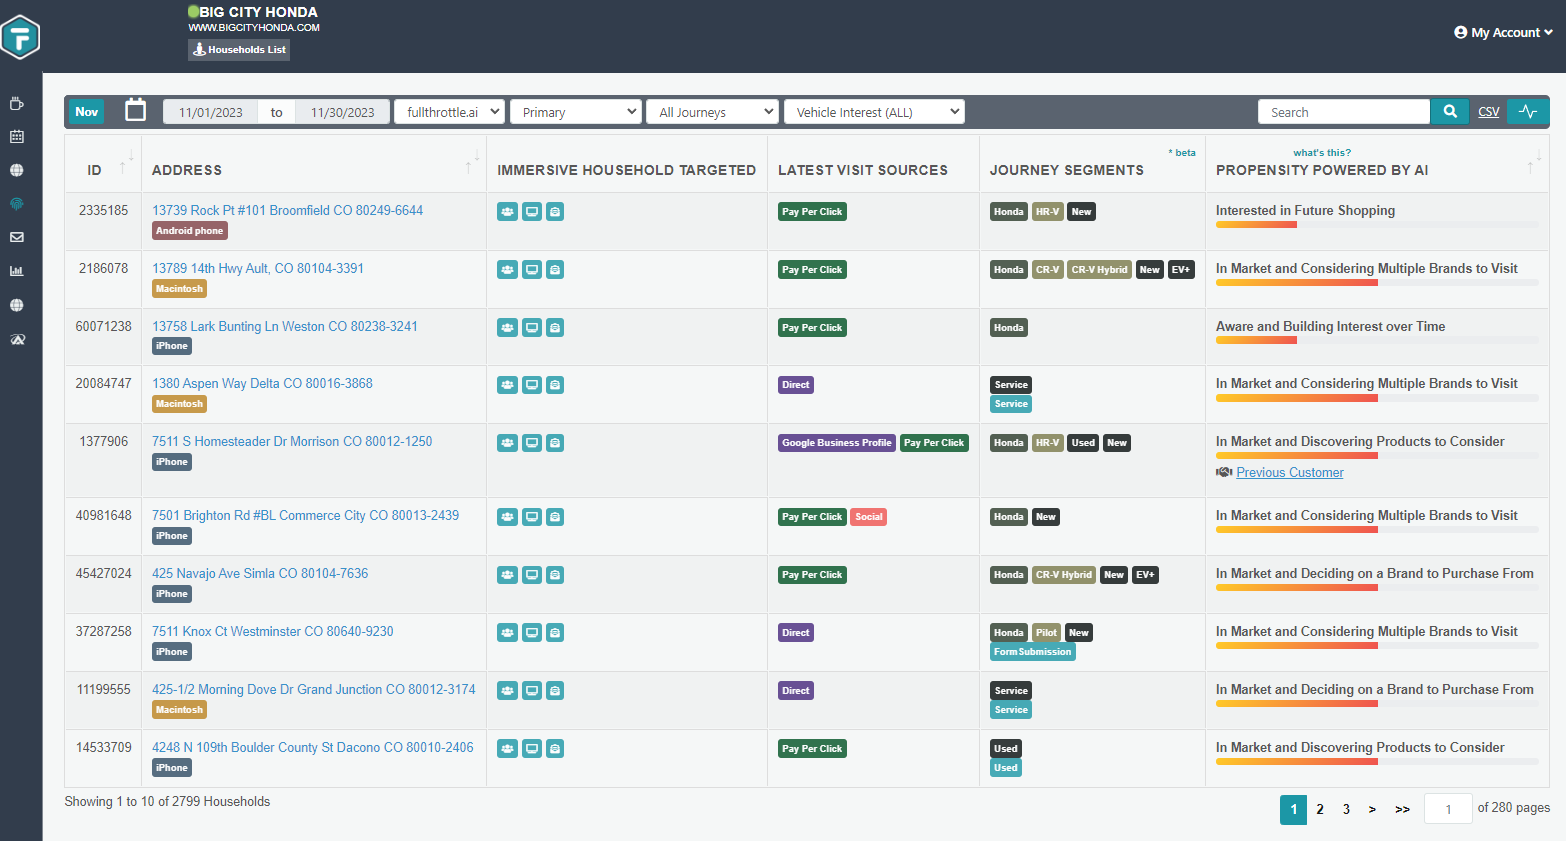 BIG CITY HONDA
WWW.BIGCITYHONDA.COM
Households List
My Account
Nov
11/01/2023 to 11/30/2023
fullthrottle.ai
Primary
All Journeys
Vehicle Interest (ALL)
Search
CSV
ID
ADDRESS
IMMERSIVE HOUSEHOLD TARGETED
LATEST VISIT SOURCES
* beta
JOURNEY SEGMENTS
what's this?
PROPENSITY POWERED BY AI
2335185
13739 Rock Pt #101 Broomfield CO 80249-6644
Android phone
Pay Per Click
Honda HR-V New
Interested in Future Shopping
2186078
13789 14th Hwy Ault, CO 80104-3391
Macintosh
Pay Per Click
Honda CR-V CR-V Hybrid New EV+
In Market and Considering Multiple Brands to Visit
60071238
13758 Lark Bunting Ln Weston CO 80238-3241
iPhone
Pay Per Click
Honda
Aware and Building Interest over Time
20084747
1380 Aspen Way Delta CO 80016-3868
Macintosh
Direct
Service
Service
In Market and Considering Multiple Brands to Visit
1377906
7511 S Homesteader Dr Morrison CO 80012-1250
iPhone
Google Business Profile Pay Per Click
Honda HR-V Used New
In Market and Discovering Products to Consider
Previous Customer
40981648
7501 Brighton Rd #BL Commerce City CO 80013-2439
iPhone
Pay Per Click Social
Honda New
In Market and Considering Multiple Brands to Visit
45427024
425 Navajo Ave Simla CO 80104-7636
iPhone
Pay Per Click
Honda CR-V Hybrid New EV+
In Market and Deciding on a Brand to Purchase From
37287258
7511 Knox Ct Westminster CO 80640-9230
iPhone
Direct
Honda Pilot New
Form Submission
In Market and Considering Multiple Brands to Visit
11199555
425-1/2 Morning Dove Dr Grand Junction CO 80012-3174
Macintosh
Direct
Service
Service
In Market and Deciding on a Brand to Purchase From
14533709
4248 N 109th Boulder County St Dacono CO 80010-2406
iPhone
Pay Per Click
Used
Used
In Market and Discovering Products to Consider
Showing 1 to 10 of 2799 Households
1 2 3 > >> 1 of 280 pages